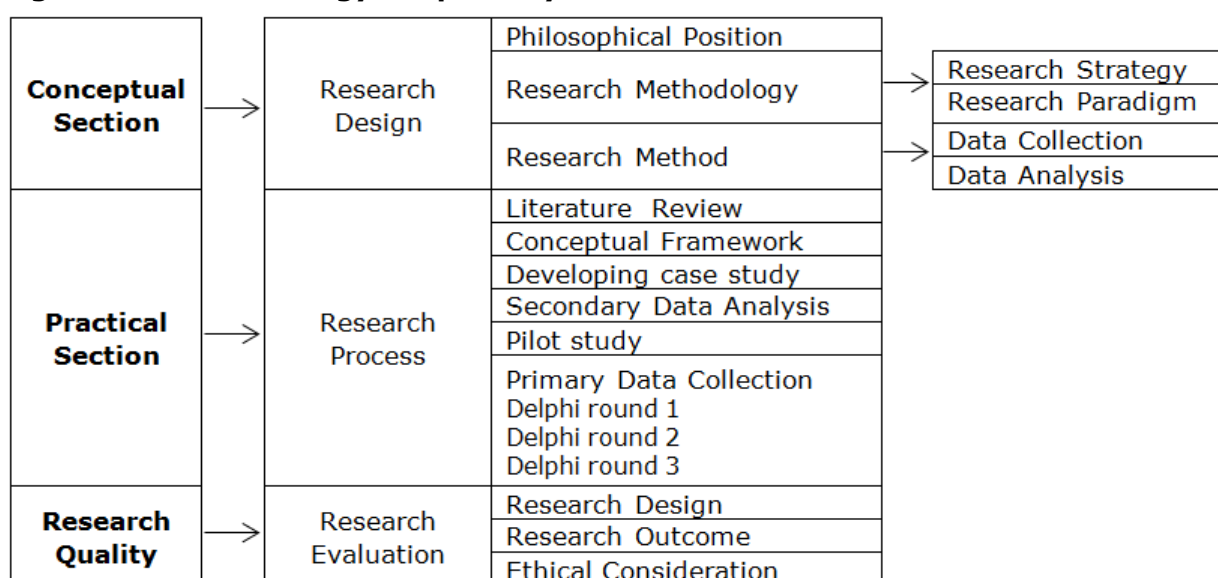 Conceptual
Section
Research
Design
Philosophical Position
Research Methodology
Research Method
Research Strategy
Research Paradigm
Data Collection
Data Analysis
Practical
Section
Research
Process
Literature Review
Conceptual Framework
Developing case study
Secondary Data Analysis
Pilot study
Primary Data Collection
Delphi round 1
Delphi round 2
Delphi round 3
Research
Quality
Research
Evaluation
Research Design
Research Outcome
Ethical Consideration